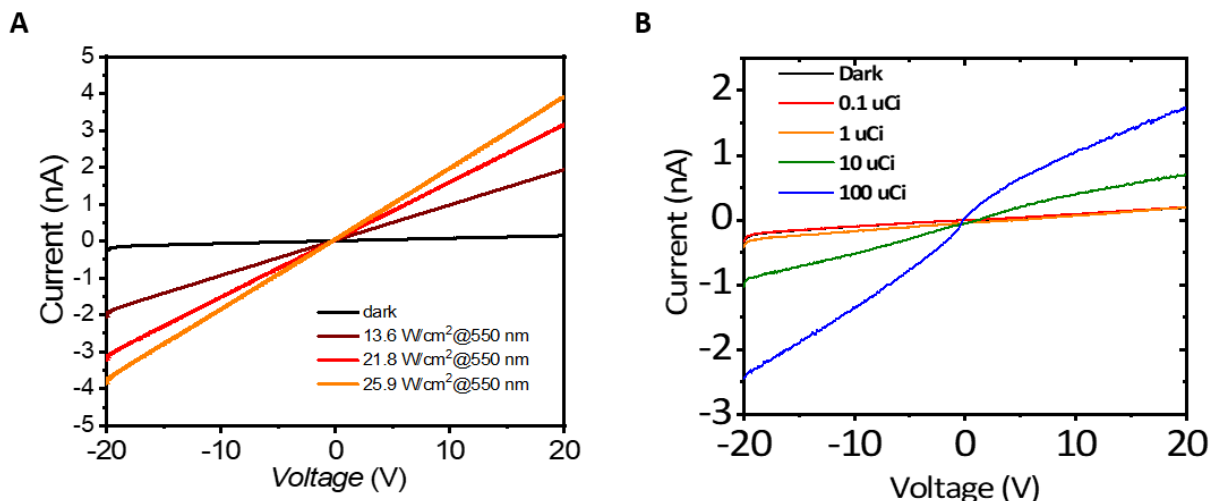 A
Current (nA)
5
4
3
2
1
0
-1
-2
-3
-4
-5
dark
13.6 W/cm²@550 nm
21.8 W/cm²@550 nm
25.9 W/cm²@550 nm
-20
-10
0
10
20
Voltage (V)
B
Current (nA)
2
1
0
-1
-2
-3
Dark
0.1 uCi
1 uCi
10 uCi
100 uCi
-20
-10
0
10
20
Voltage (V)